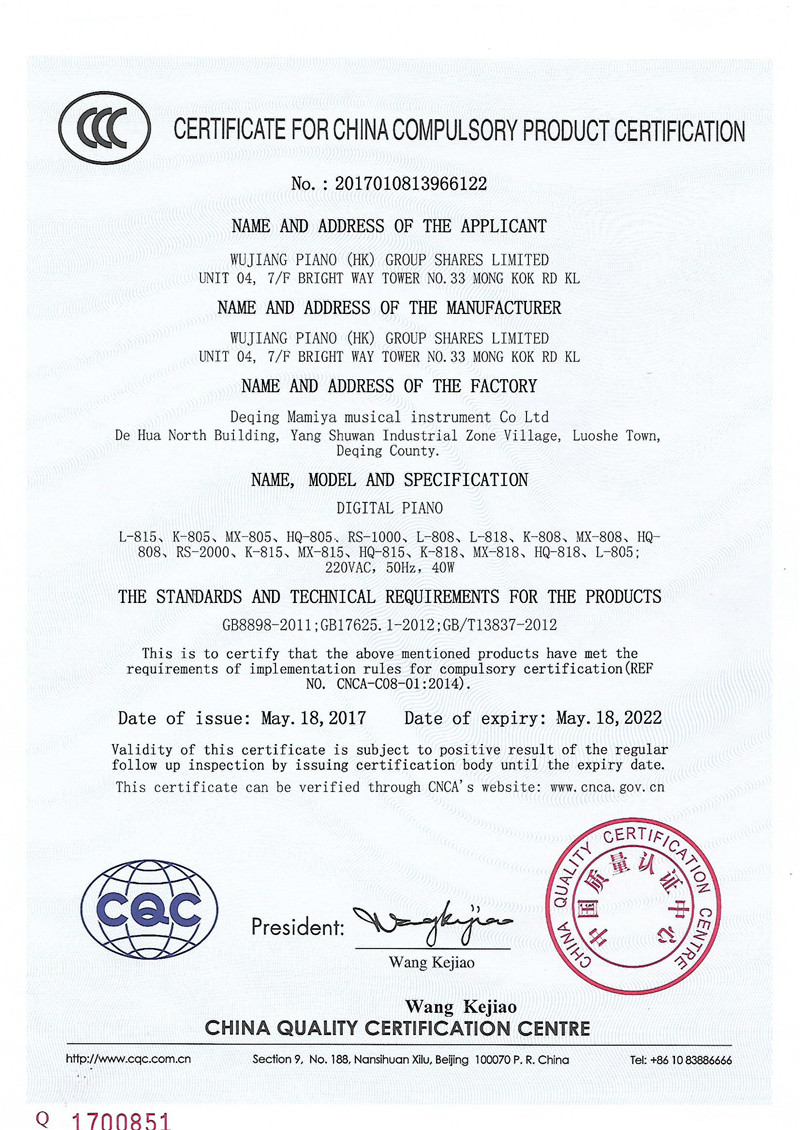 CCC
CERTIFICATE FOR CHINA COMPULSORY PRODUCT CERTIFICATION
No. : 2017010813966122
NAME AND ADDRESS OF THE APPLICANT
WUJIANG PIANO (HK) GROUP SHARES LIMITED
UNIT 04, 7/F BRIGHT WAY TOWER NO.33 MONG KOK RD KL
NAME AND ADDRESS OF THE MANUFACTURER
WUJIANG PIANO (HK) GROUP SHARES LIMITED
UNIT 04, 7/F BRIGHT WAY TOWER NO.33 MONG KOK RD KL
NAME AND ADDRESS OF THE FACTORY
Deqing Mamiya musical instrument Co Ltd
De Hua North Building, Yang Shuwan Industrial Zone Village, Luoshe Town,
Deqing County.
NAME, MODEL AND SPECIFICATION
DIGITAL PIANO
L-815、K-805、MX-805、HQ-805、RS-1000、L-808、L-818、K-808、MX-808、HQ-
808、RS-2000、K-815、MX-815、HQ-815、K-818、MX-818、HQ-818、L-805;
220VAC, 50Hz, 40W
THE STANDARDS AND TECHNICAL REQUIREMENTS FOR THE PRODUCTS
GB8898-2011;GB17625.1-2012;GB/T13837-2012
This is to certify that the above mentioned products have met the
requirements of implementation rules for compulsory certification(REF
NO. CNCA-C08-01:2014).
Date of issue: May.18,2017 Date of expiry: May.18,2022
Validity of this certificate is subject to positive result of the regular
follow up inspection by issuing certification body until the expiry date.
This certificate can be verified through CNCA's website: www.cnca.gov.cn
CHINA QUALITY CERTIFICATION CENTRE
中国质量认证中心
CQC
President: Wangkejiao
Wang Kejiao
Wang Kejiao
CHINA QUALITY CERTIFICATION CENTRE
http://www.cqc.com.cn Section 9, No. 188, Nansihuan Xilu, Beijing 100070 P. R. China Tel: +86 10 83886666
Q 1700851